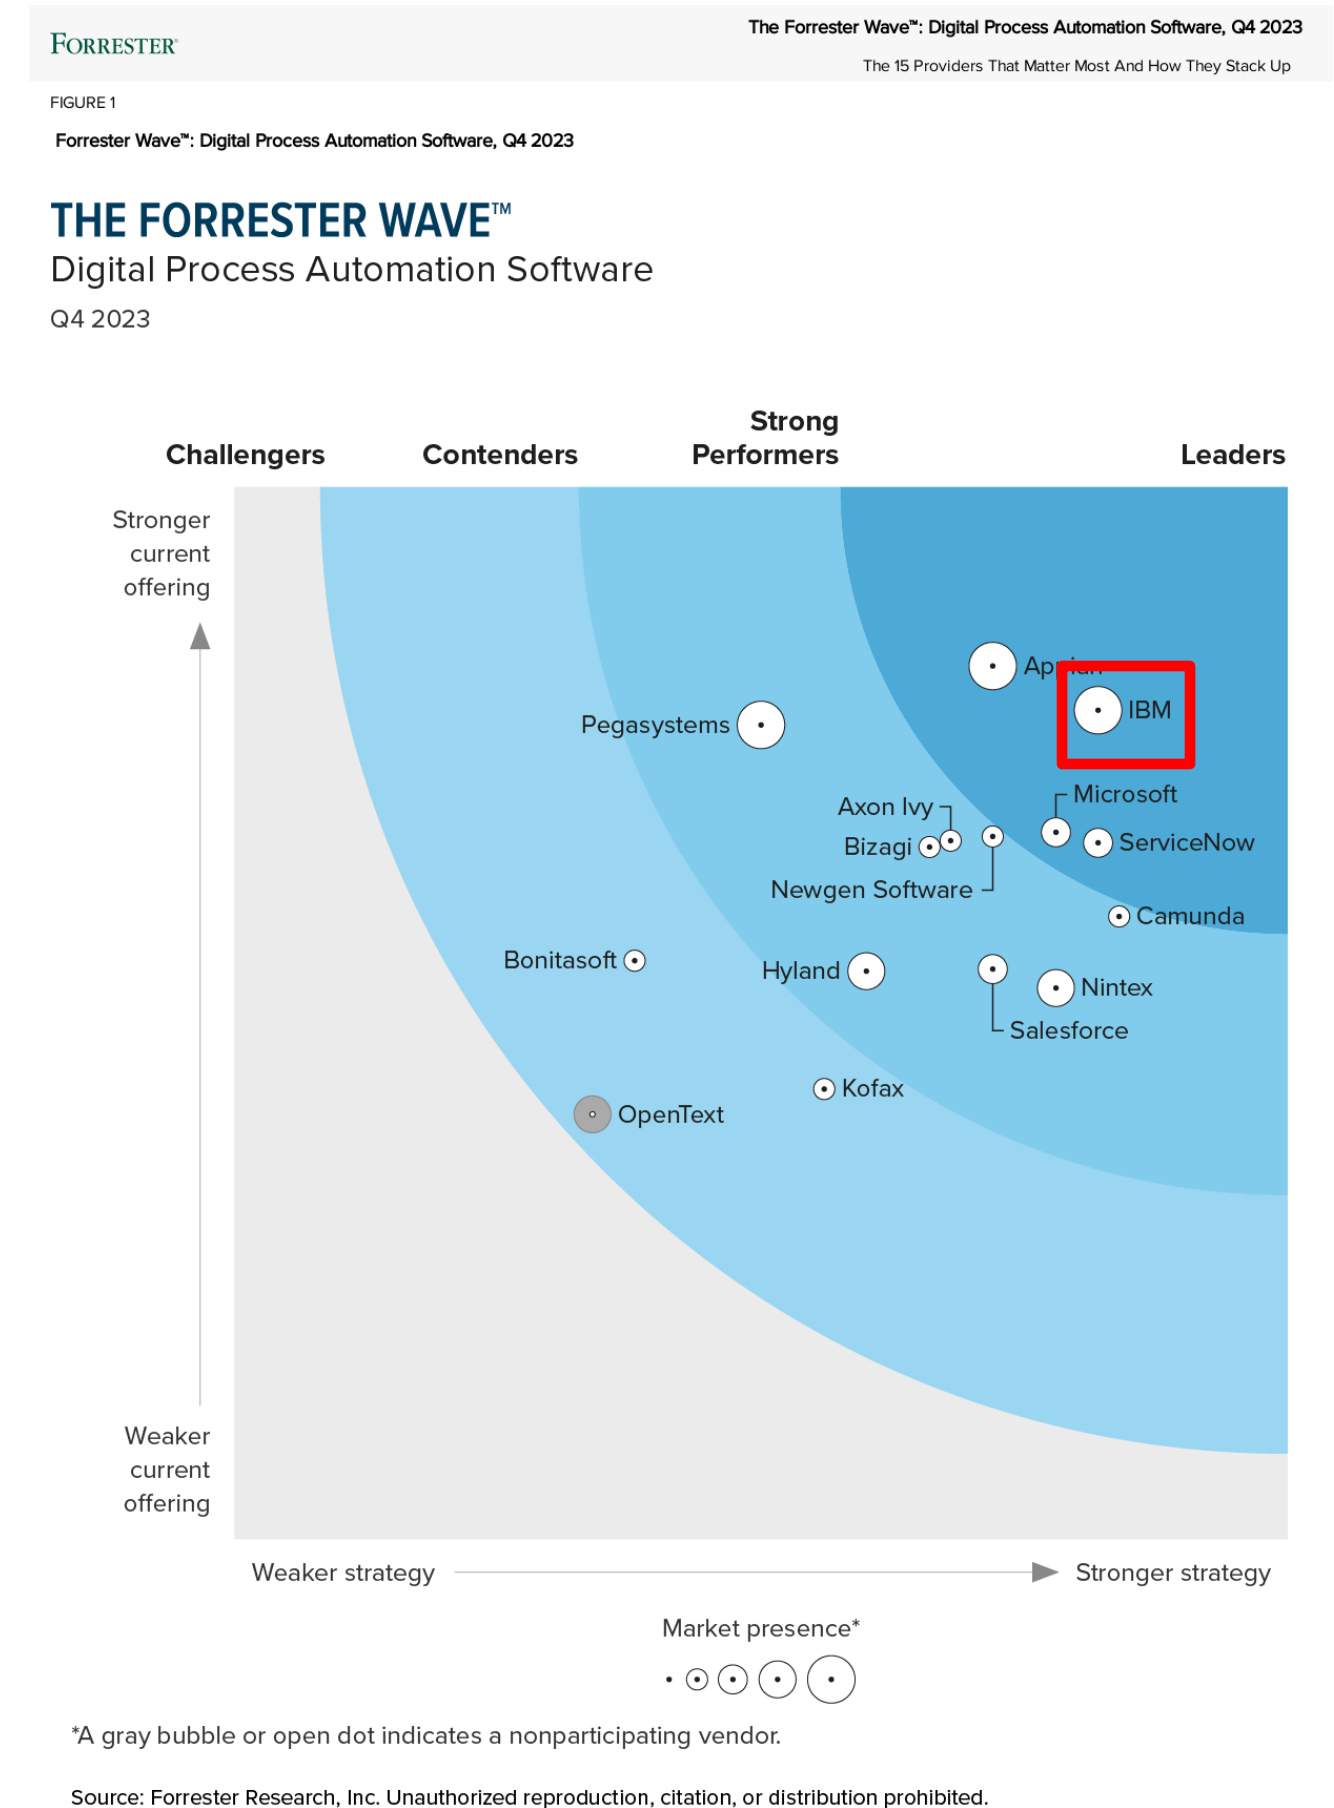 FORRESTER®
The Forrester Wave™: Digital Process Automation Software, Q4 2023
The 15 Providers That Matter Most And How They Stack Up
FIGURE 1
Forrester Wave™: Digital Process Automation Software, Q4 2023
THE FORRESTER WAVE™
Digital Process Automation Software
Q4 2023
Challengers
Contenders
Strong
Performers
Leaders
Stronger
current
offering
Appian
IBM
Pegasystems
Microsoft
Axon Ivy
Bizagi
ServiceNow
Newgen Software
Camunda
Bonitasoft
Hyland
Nintex
Salesforce
Kofax
OpenText
Weaker
current
offering
Weaker strategy
Stronger strategy
Market presence*
*A gray bubble or open dot indicates a nonparticipating vendor.
Source: Forrester Research, Inc. Unauthorized reproduction, citation, or distribution prohibited.